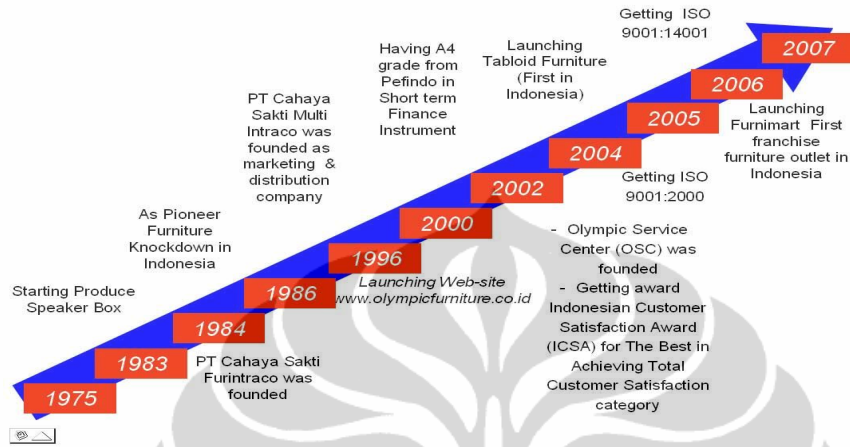 Getting ISO
9001:14001
2007
Having A4
grade from
Pefindo in
Short term
Finance
Instrument
Launching
Tabloid Furniture
(First in
Indonesia)
2006
PT Cahaya
Sakti Multi
Intraco was
founded as
marketing &
distribution
company
2005
Launching
Furnimart First
franchise
furniture outlet in
Indonesia
2004
Getting ISO
9001:2000
2002
As Pioneer
Furniture
Knockdown in
Indonesia
2000
- Olympic Service
Center (OSC) was
founded
- Getting award
Indonesian Customer
Satisfaction Award
(ICSA) for The Best in
Achieving Total
Customer Satisfaction
category
1996
Launching Web-site
www.olympicfurniture.co.id
Starting Produce
Speaker Box
1986
1984
PT Cahaya Sakti
Furintraco was
founded
1983
1975